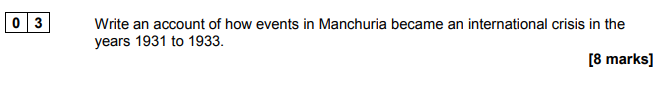 0 3 Write an account of how events in Manchuria became an international crisis in the
years 1931 to 1933.
[8 marks]